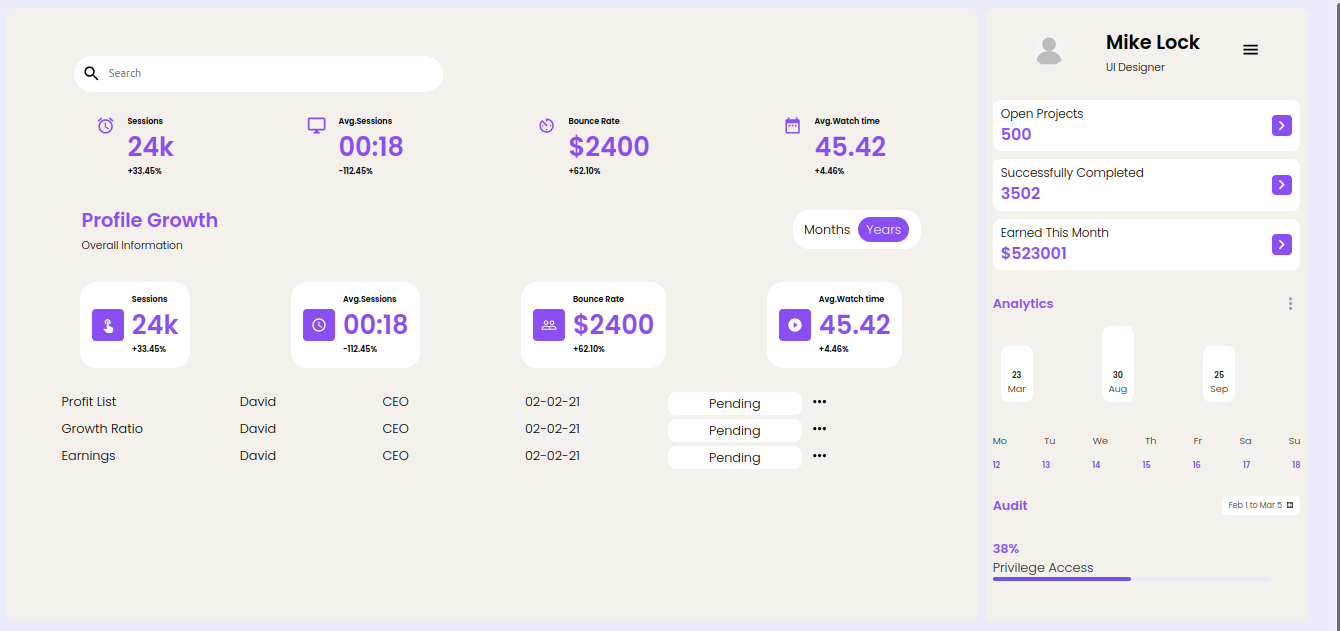 Search
Sessions
24k
+33.45%
Avg.Sessions
00:18
-112.45%
Bounce Rate
$2400
+62.10%
Avg.Watch time
45.42
+4.46%
Profile Growth
Overall Information
Months Years
Sessions
24k
+33.45%
Avg.Sessions
00:18
-112.45%
Bounce Rate
$2400
+62.10%
Avg.Watch time
45.42
+4.46%
Profit List David CEO 02-02-21 Pending •••
Growth Ratio David CEO 02-02-21 Pending •••
Earnings David CEO 02-02-21 Pending •••
Mike Lock
UI Designer
Open Projects
500
Successfully Completed
3502
Earned This Month
$523001
Analytics
23
Mar
30
Aug
25
Sep
Mo Tu We Th Fr Sa Su
12 13 14 15 16 17 18
Audit
Feb 1 to Mar 5
38%
Privilege Access